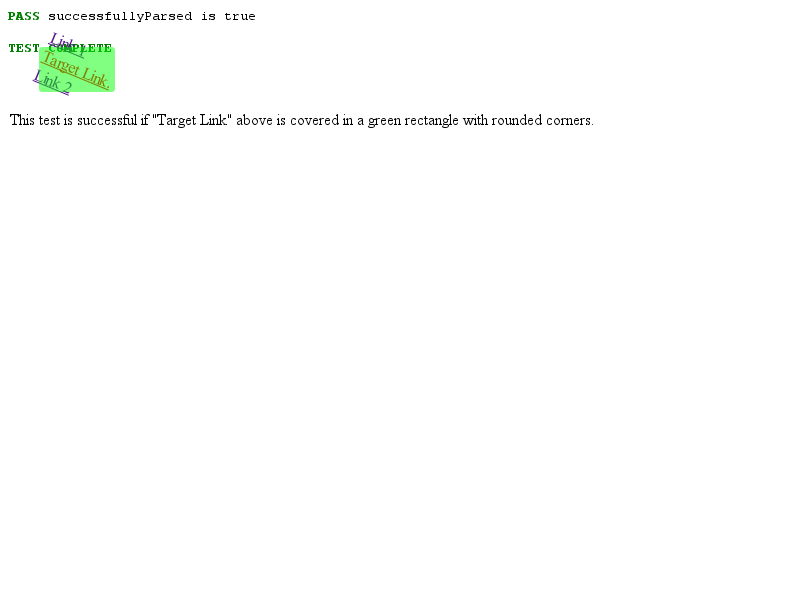 PASS successfullyParsed is true
TEST COMPLETE
Link 1
Target Link.
Link 2
This test is successful if "Target Link" above is covered in a green rectangle with rounded corners.